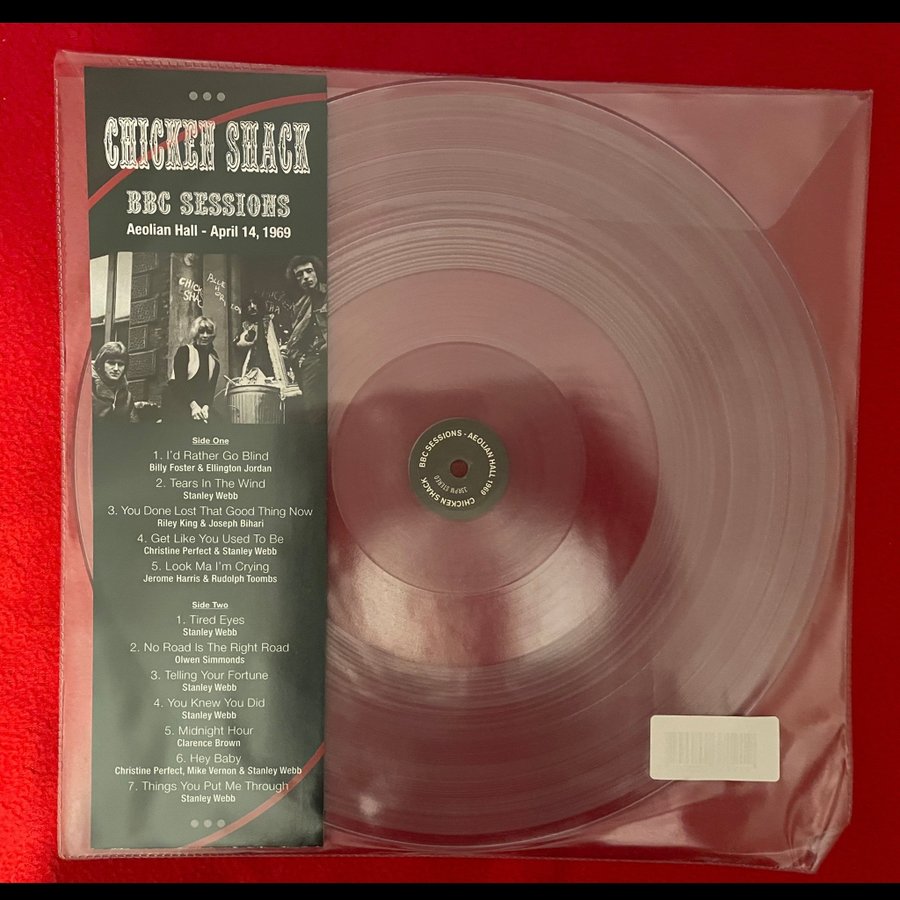 CHICKEN SHACK
BBC SESSIONS
Aeolian Hall - April 14, 1969
CHICKEN
SHACK
BLUE
Side One
1. I'd Rather Go Blind
Billy Foster & Ellington Jordan
2. Tears In The Wind
Stanley Webb
3. You Done Lost That Good Thing Now
Riley King & Joseph Bihari
4. Get Like You Used To Be
Christine Perfect & Stanley Webb
5. Look Ma I'm Crying
Jerome Harris & Rudolph Toombs
Side Two
1. Tired Eyes
Stanley Webb
2. No Road Is The Right Road
Olwen Simmonds
3. Telling Your Fortune
Stanley Webb
4. You Knew You Did
Stanley Webb
5. Midnight Hour
Clarence Brown
6. Hey Baby
Christine Perfect, Mike Vernon & Stanley Webb
7. Things You Put Me Through
Stanley Webb
BBC SESSIONS - AEOLIAN HALL 1969
CHICKEN SHACK
33RPM STEREO